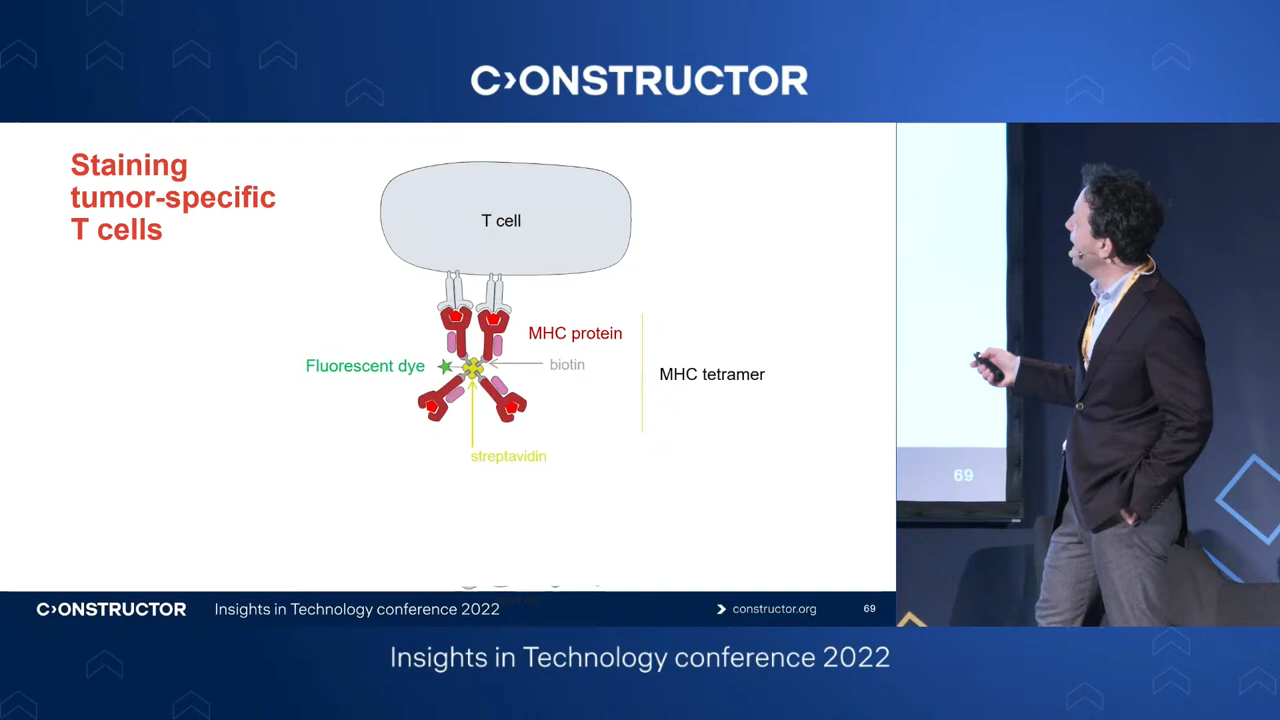 C›ONSTRUCTOR
Staining
tumor-specific
T cells
T cell
MHC protein
Fluorescent dye
biotin
MHC tetramer
streptavidin
69
C›ONSTRUCTOR
Insights in Technology conference 2022
constructor.org
69
Insights in Technology conference 2022